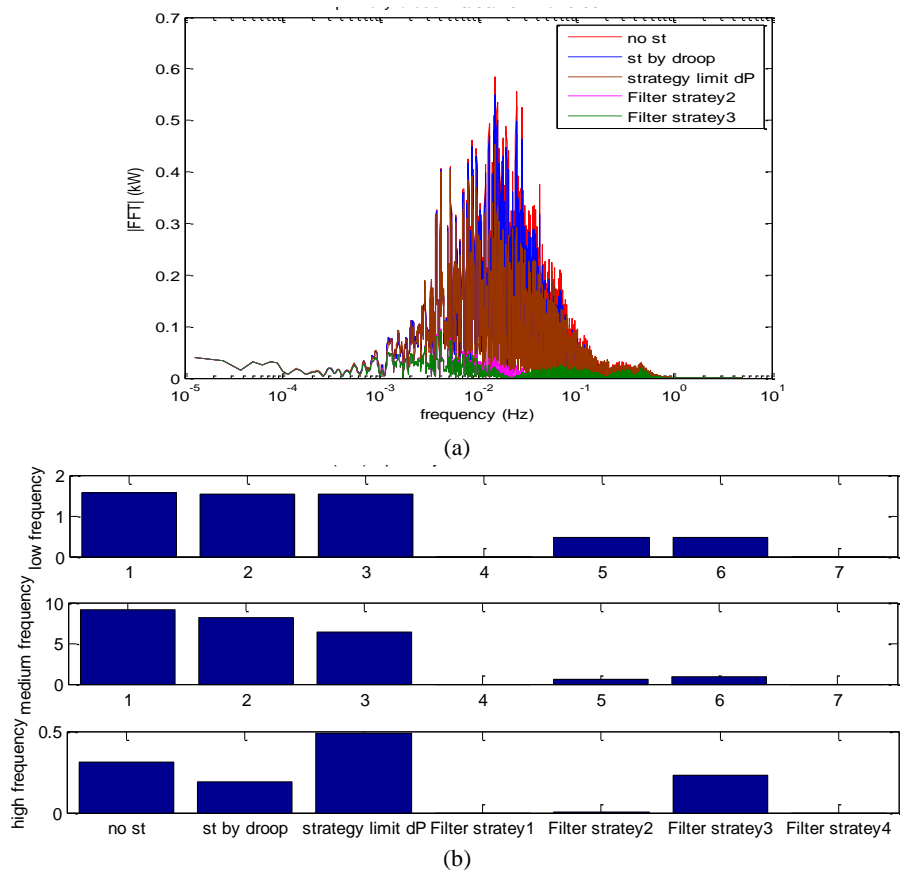 0.7
no st
st by droop
strategy limit dP
Filter stratey2
Filter stratey3
0.6
0.5
0.4
0.3
0.2
0.1
0
|FFT| (kW)
10^-5
10^-4
10^-3
10^-2
10^-1
10^0
10^1
frequency (Hz)
(a)
low frequency
2
1
0
1 2 3 4 5 6 7
medium frequency
10
5
0
1 2 3 4 5 6 7
high frequency
0.5
0
no st st by droop strategy limit dP Filter stratey1 Filter stratey2 Filter stratey3 Filter stratey4
(b)